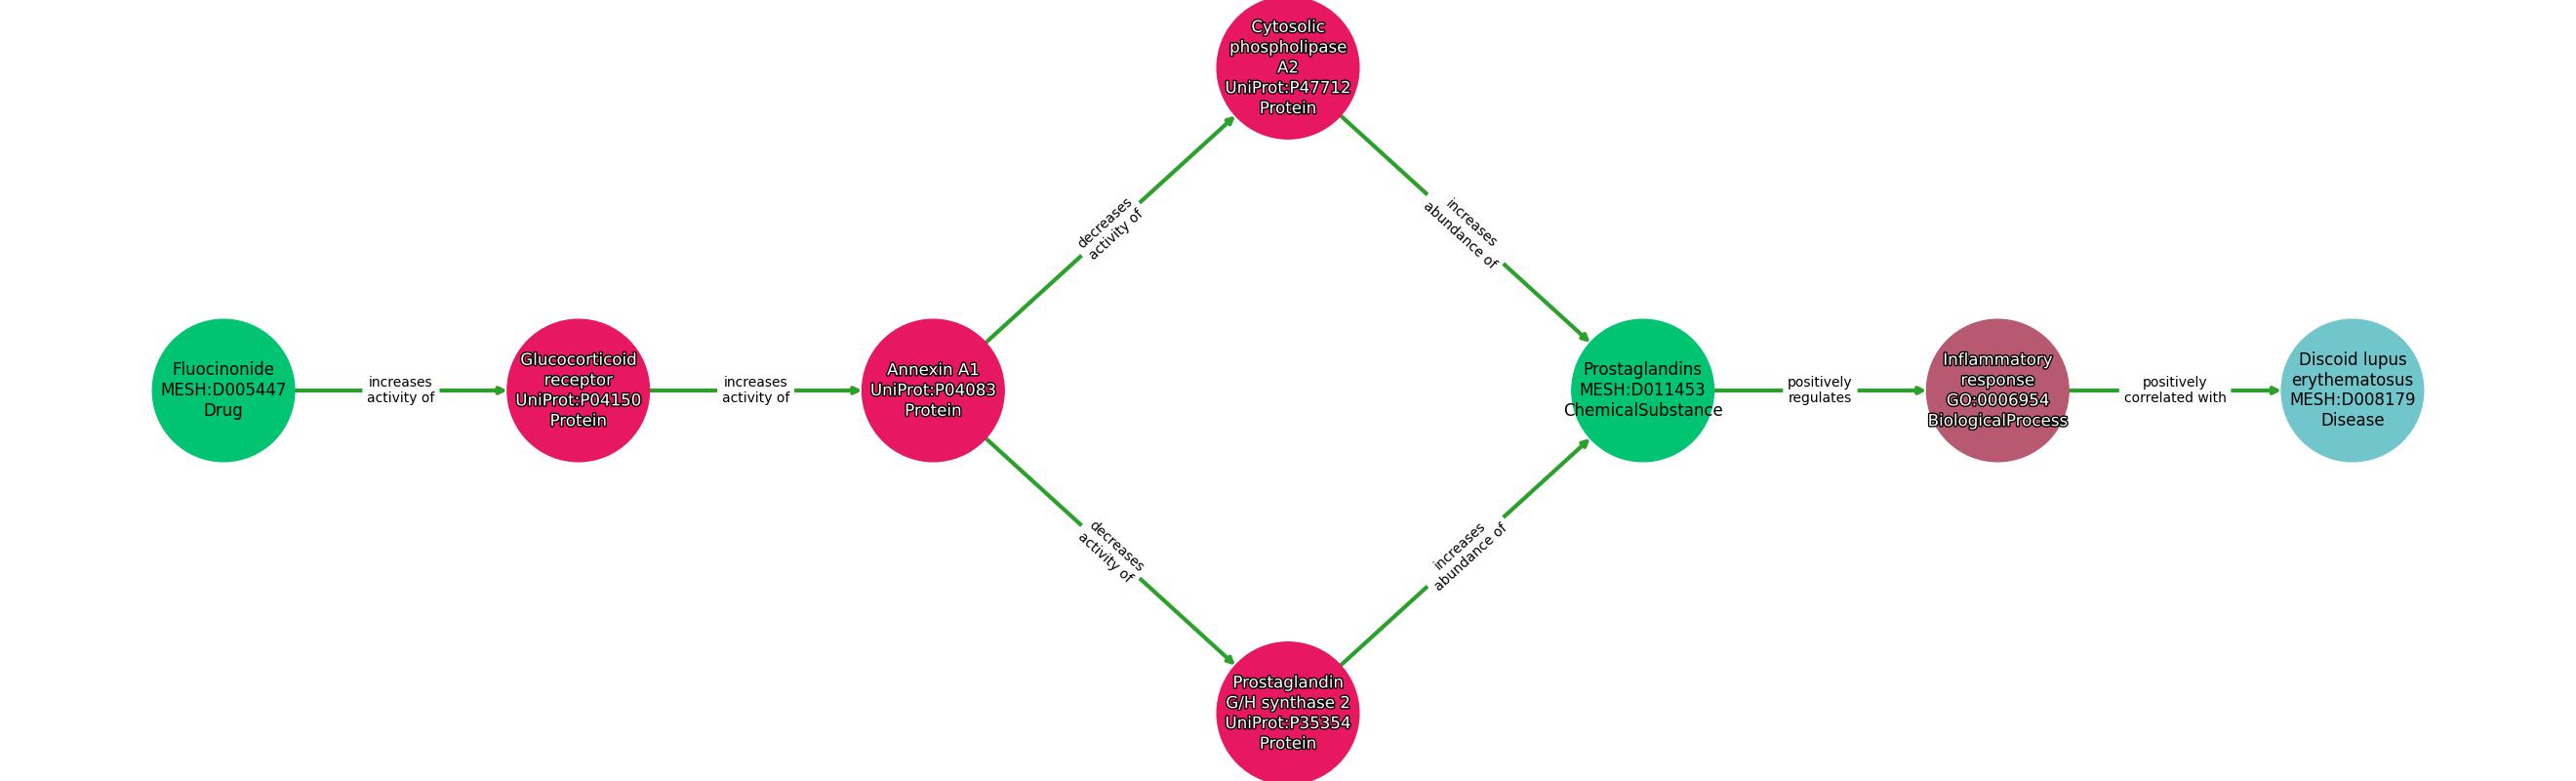 Fluocinonide
MESH:D005447
Drug
increases
activity of
Glucocorticoid
receptor
UniProt:P04150
Protein
increases
activity of
Annexin A1
UniProt:P04083
Protein
decreases
activity of
Cytosolic
phospholipase
A2
UniProt:P47712
Protein
increases
abundance of
decreases
activity of
Prostaglandin
G/H synthase 2
UniProt:P35354
Protein
increases
abundance of
Prostaglandins
MESH:D011453
ChemicalSubstance
positively
regulates
Inflammatory
response
GO:0006954
BiologicalProcess
positively
correlated with
Discoid lupus
erythematosus
MESH:D008179
Disease